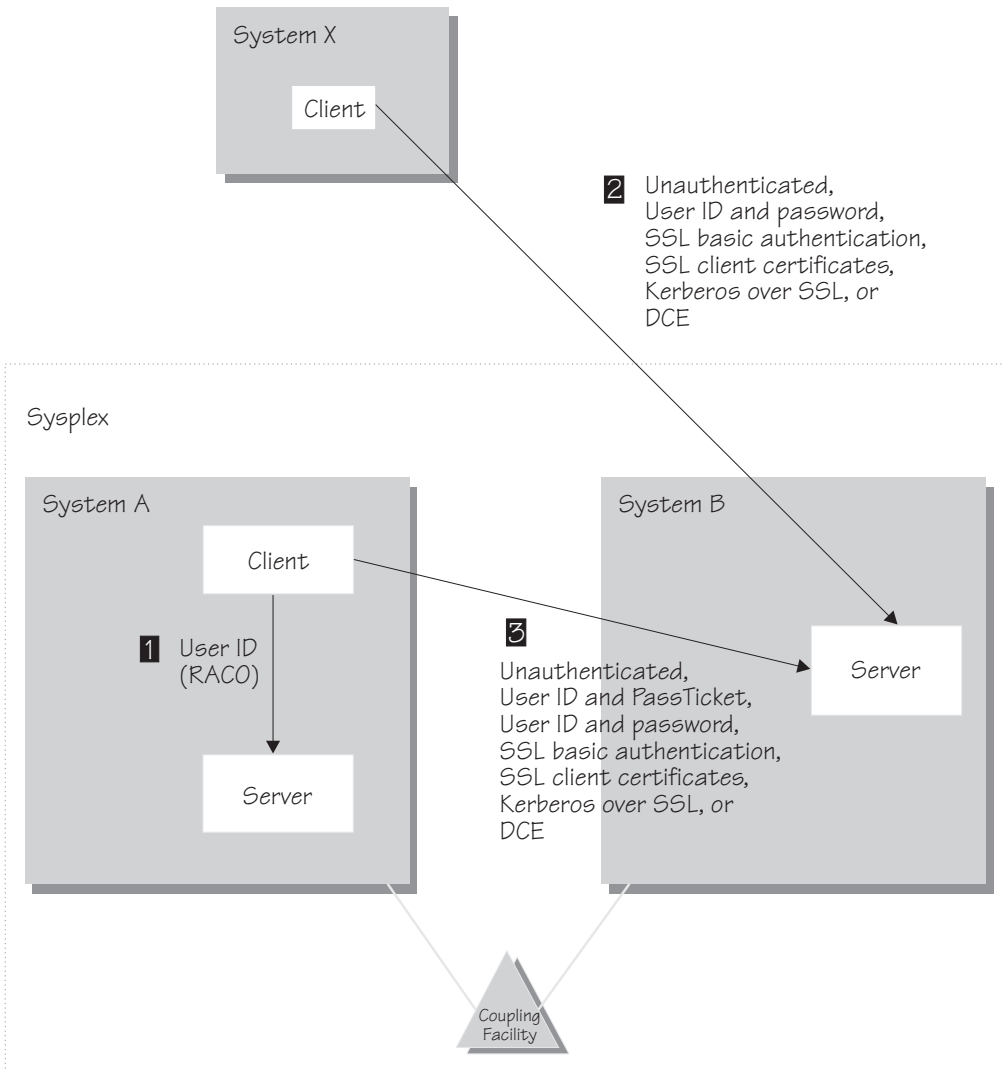 System X
Client
2
Unauthenticated,
User ID and password,
SSL basic authentication,
SSL client certificates,
Kerberos over SSL, or
DCE
Sysplex
System A
Client
1
User ID
(RACO)
Server
System B
Server
3
Unauthenticated,
User ID and PassTicket,
User ID and password,
SSL basic authentication,
SSL client certificates,
Kerberos over SSL, or
DCE
Coupling
Facility